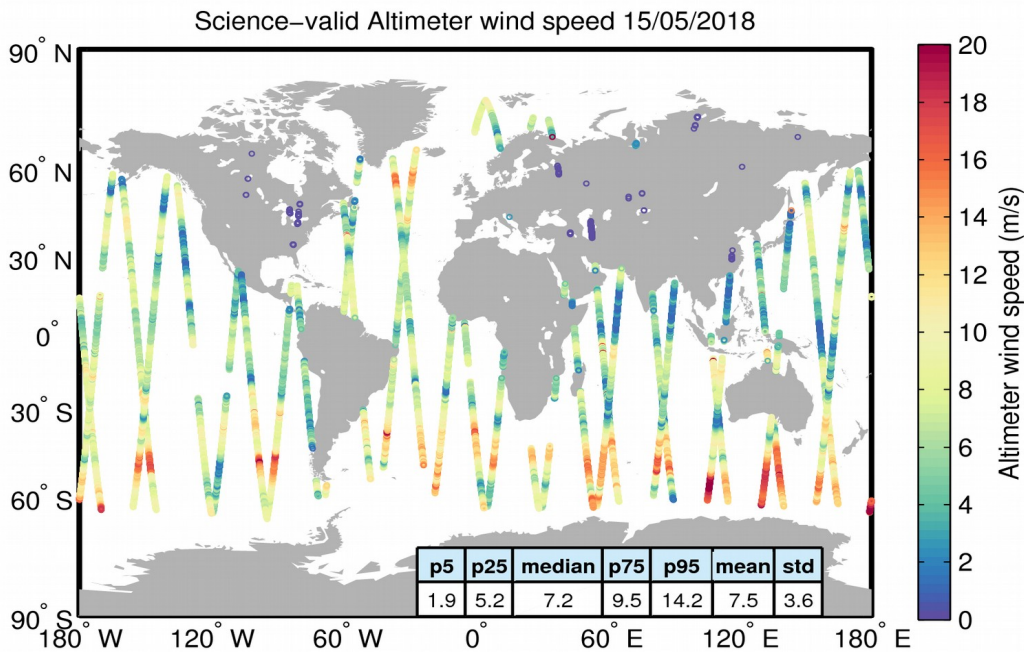 Science−valid Altimeter wind speed 15/05/2018
90° N
60° N
30° N
0°
30° S
60° S
90° S
180° W
120° W
60° W
0°
60° E
120° E
180° E
p5 p25 median p75 p95 mean std
1.9 5.2 7.2 9.5 14.2 7.5 3.6
20
18
16
14
12
10
8
6
4
2
0
Altimeter wind speed (m/s)